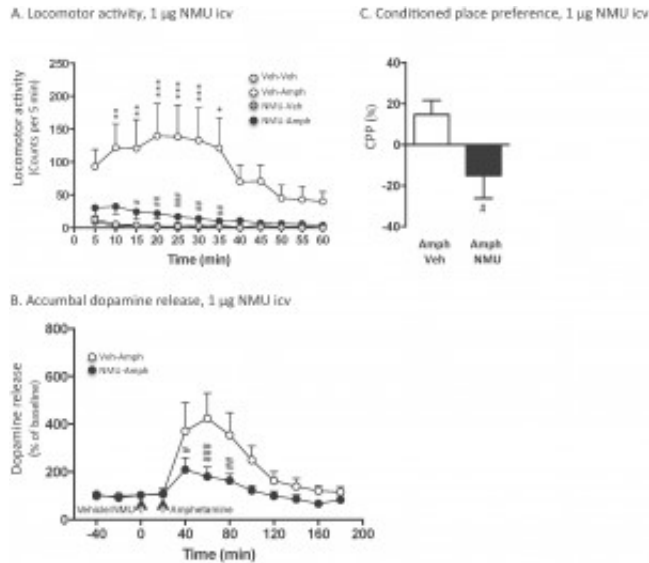 A. Locomotor activity, 1 µg NMU icv
Locomotor activity
(Counts per 5 min)
250
200
150
100
50
0
Veh-Veh
Veh-Amph
NMU-Veh
NMU-Amph
***
**
***
***
***
*
#
##
###
##
##
0 5 10 15 20 25 30 35 40 45 50 55 60
Time (min)
C. Conditioned place preference, 1 µg NMU icv
CPP (%)
40
20
0
-20
-40
#
Amph Amph
Veh NMU
B. Accumbal dopamine release, 1 µg NMU icv
Dopamine release
(% of baseline)
800
600
400
200
0
Veh-Amph
NMU-Amph
#
###
##
Vehicle/NMU Amphetamine
-40 0 40 80 120 160 200
Time (min)